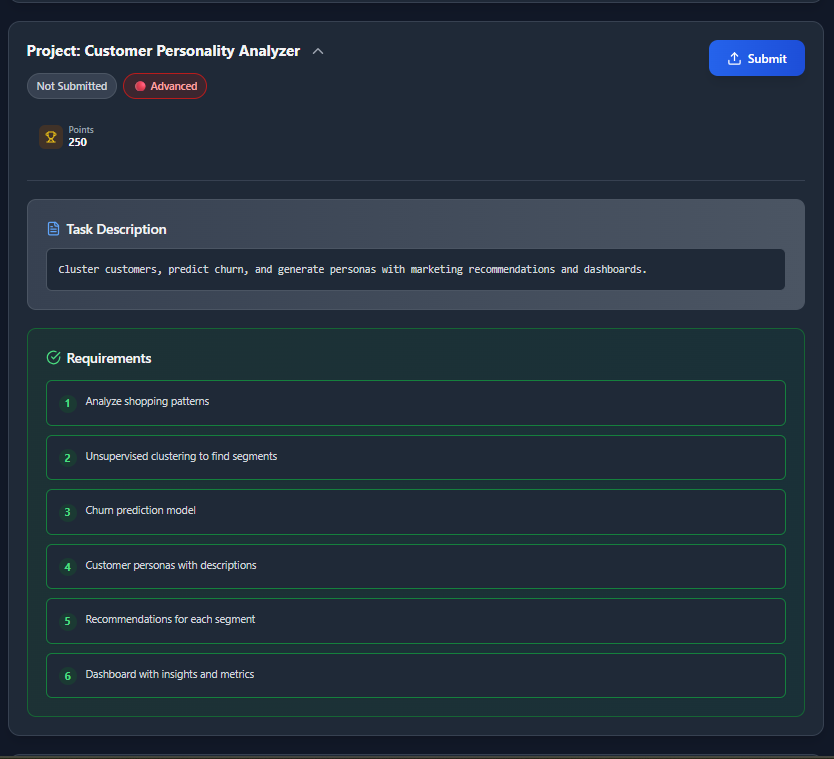 Project: Customer Personality Analyzer
Submit
Not Submitted
Advanced
Points
250
Task Description
Cluster customers, predict churn, and generate personas with marketing recommendations and dashboards.
Requirements
1 Analyze shopping patterns
2 Unsupervised clustering to find segments
3 Churn prediction model
4 Customer personas with descriptions
5 Recommendations for each segment
6 Dashboard with insights and metrics